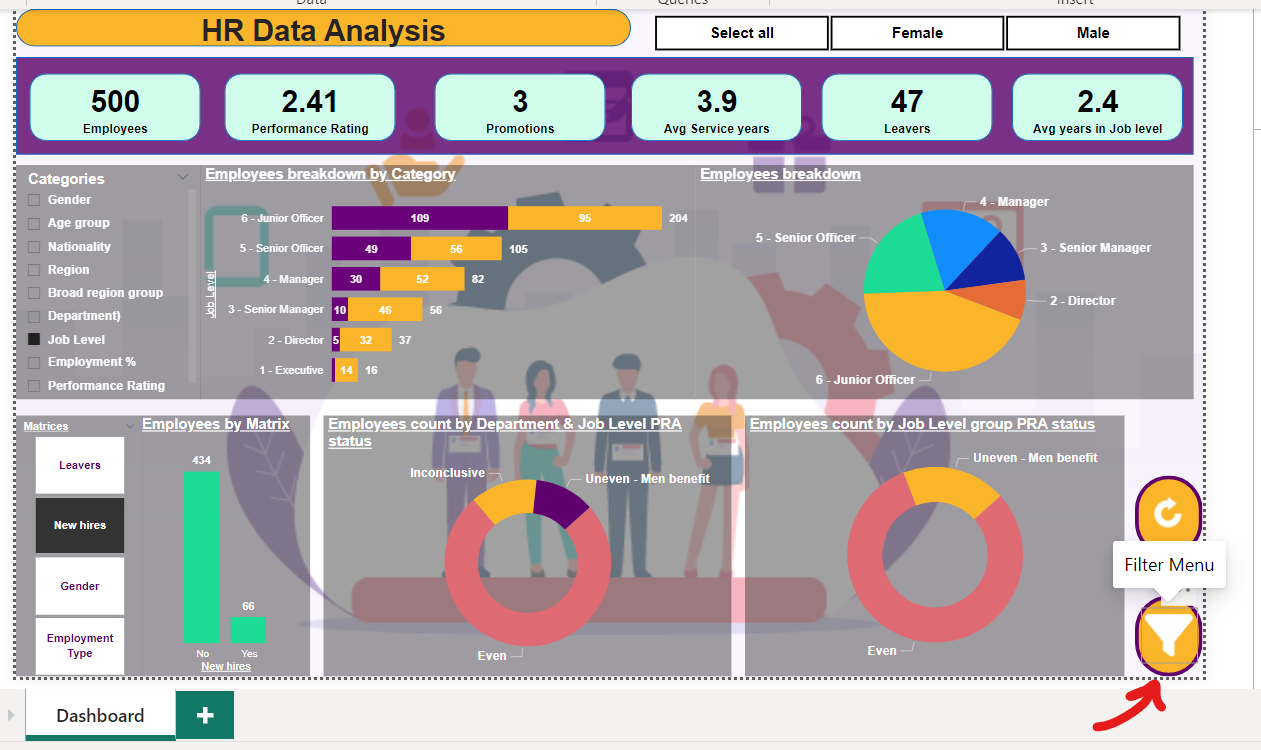 Data
Queries
Insert
HR Data Analysis
Select all
Female
Male
500
Employees
2.41
Performance Rating
3
Promotions
3.9
Avg Service years
47
Leavers
2.4
Avg years in Job level
Categories
Gender
Age group
Nationality
Region
Broad region group
Department)
Job Level
Employment %
Performance Rating
Employees breakdown by Category
Job Level
6 - Junior Officer 109 95 204
5 - Senior Officer 49 56 105
4 - Manager 30 52 82
3 - Senior Manager 10 46 56
2 - Director 5 32 37
1 - Executive 14 16
Employees breakdown
4 - Manager
5 - Senior Officer
3 - Senior Manager
2 - Director
6 - Junior Officer
Matrices
Leavers
New hires
Gender
Employment
Type
Employees by Matrix
434
66
No Yes
New hires
Employees count by Department & Job Level PRA
status
Inconclusive
Uneven - Men benefit
Even
Employees count by Job Level group PRA status
Uneven - Men benefit
Even
Filter Menu
Dashboard
+